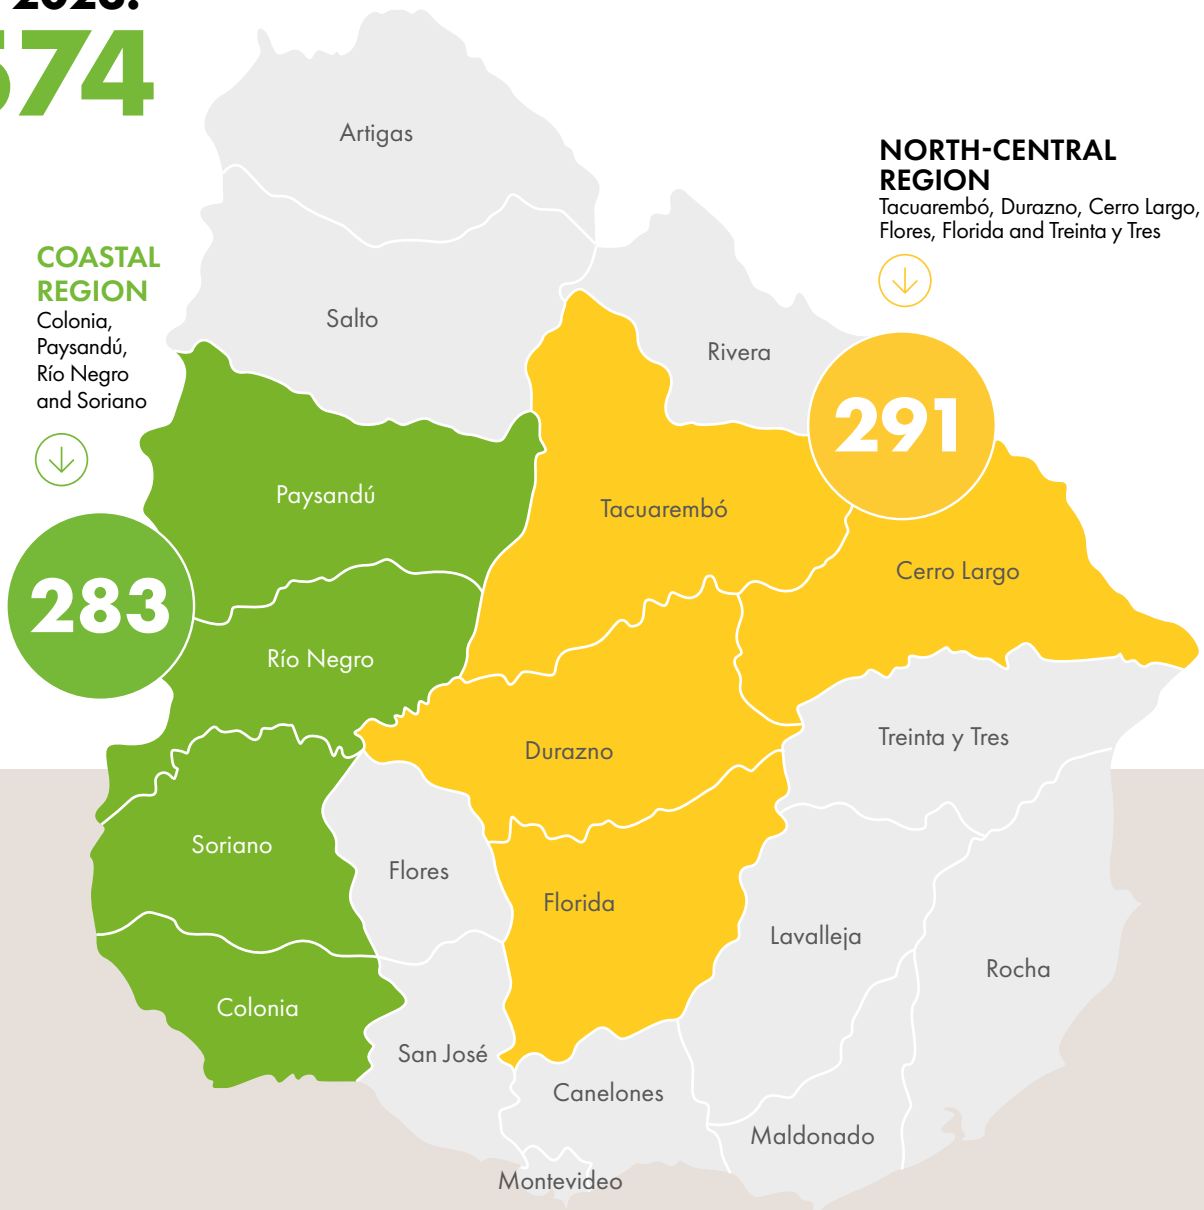 2023:
574
Artigas
NORTH-CENTRAL
REGION
Tacuarembó, Durazno, Cerro Largo,
Flores, Florida and Treinta y Tres
COASTAL
REGION
Colonia,
Paysandú,
Río Negro
and Soriano
Salto
Rivera
291
Paysandú
Tacuarembó
Cerro Largo
283
Río Negro
Durazno
Treinta y Tres
Soriano
Flores
Florida
Lavalleja
Rocha
Colonia
San José
Canelones
Maldonado
Montevideo